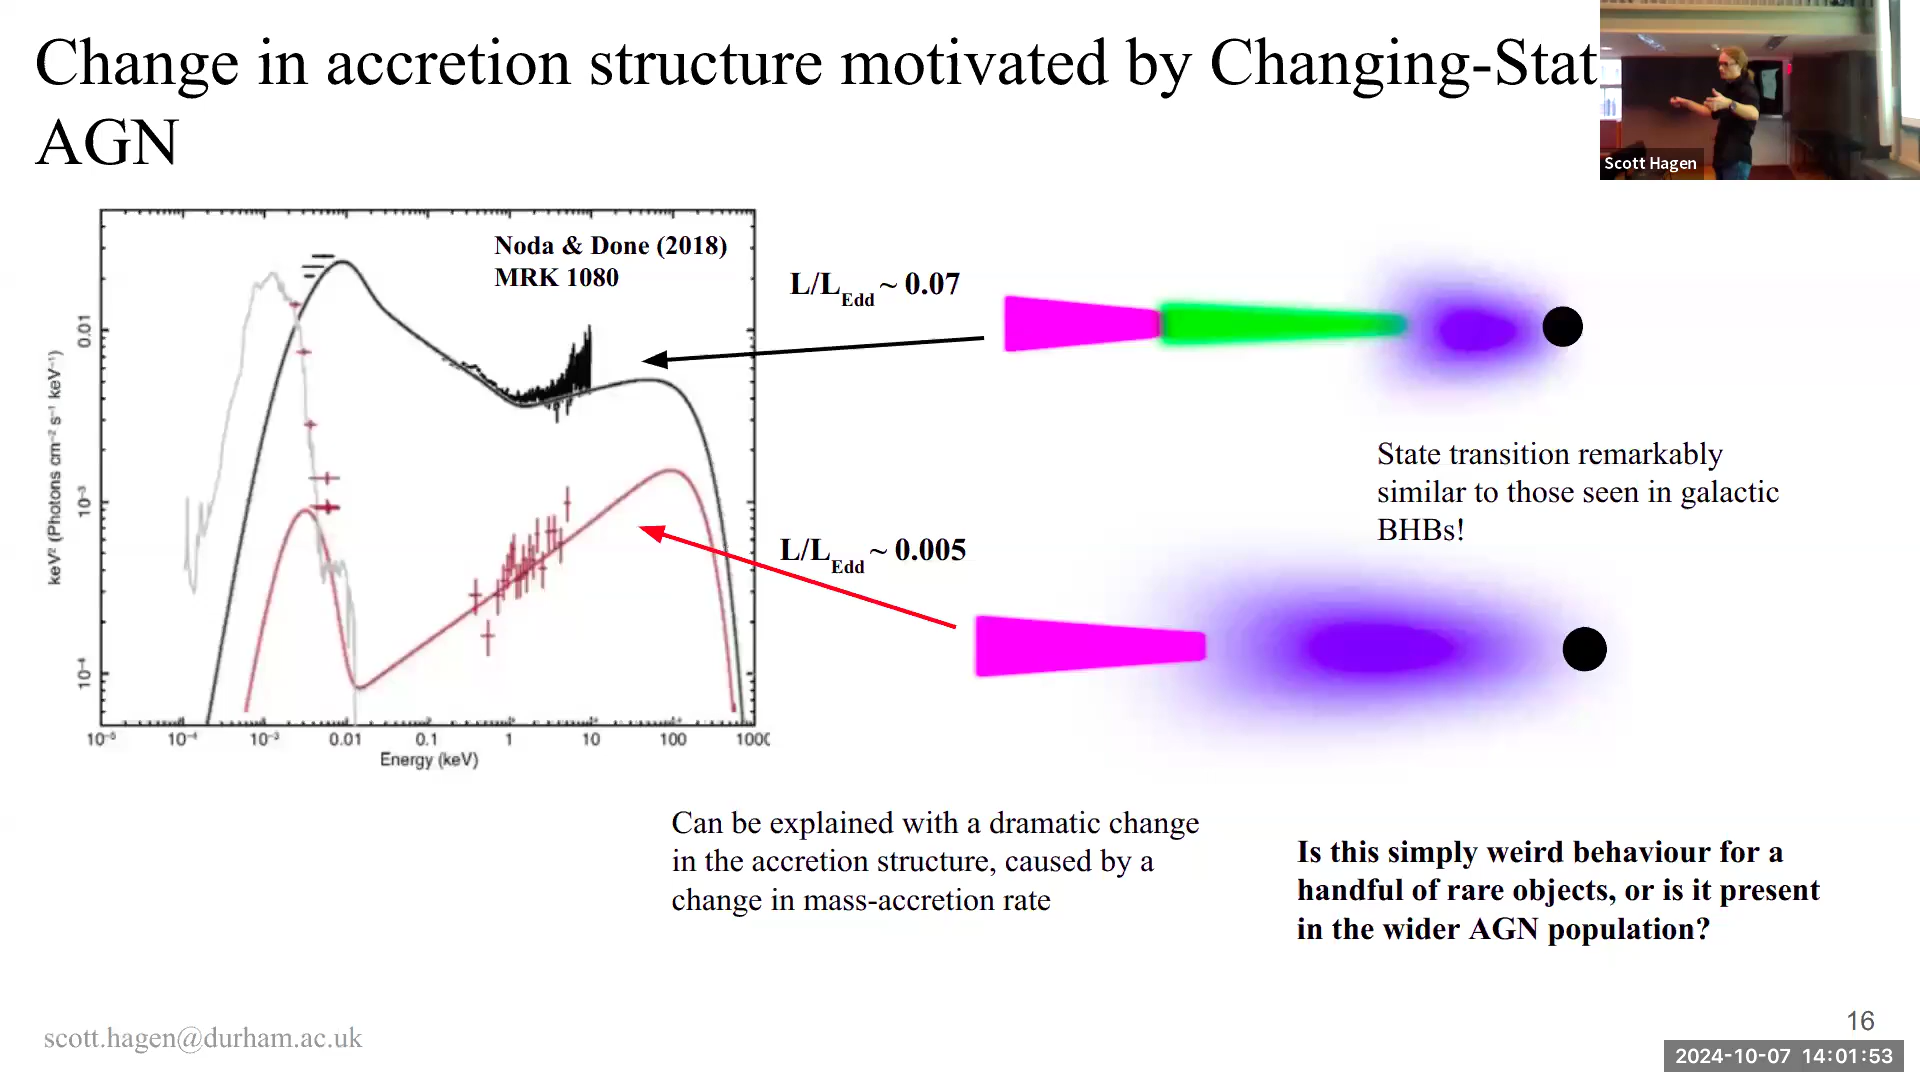 Change in accretion structure motivated by Changing-Stat
AGN
Scott Hagen
Noda & Done (2018)
MRK 1080
keV² (Photons cm⁻² s⁻¹ keV⁻¹)
0.01
10⁻³
10⁻⁴
10⁻⁵ 10⁻⁴ 10⁻³ 0.01 0.1 1 10 100 1000
Energy (keV)
L/L_Edd ~ 0.07
L/L_Edd ~ 0.005
State transition remarkably
similar to those seen in galactic
BHBs!
Can be explained with a dramatic change
in the accretion structure, caused by a
change in mass-accretion rate
Is this simply weird behaviour for a
handful of rare objects, or is it present
in the wider AGN population?
scott.hagen@durham.ac.uk
16
2024-10-07 14:01:53